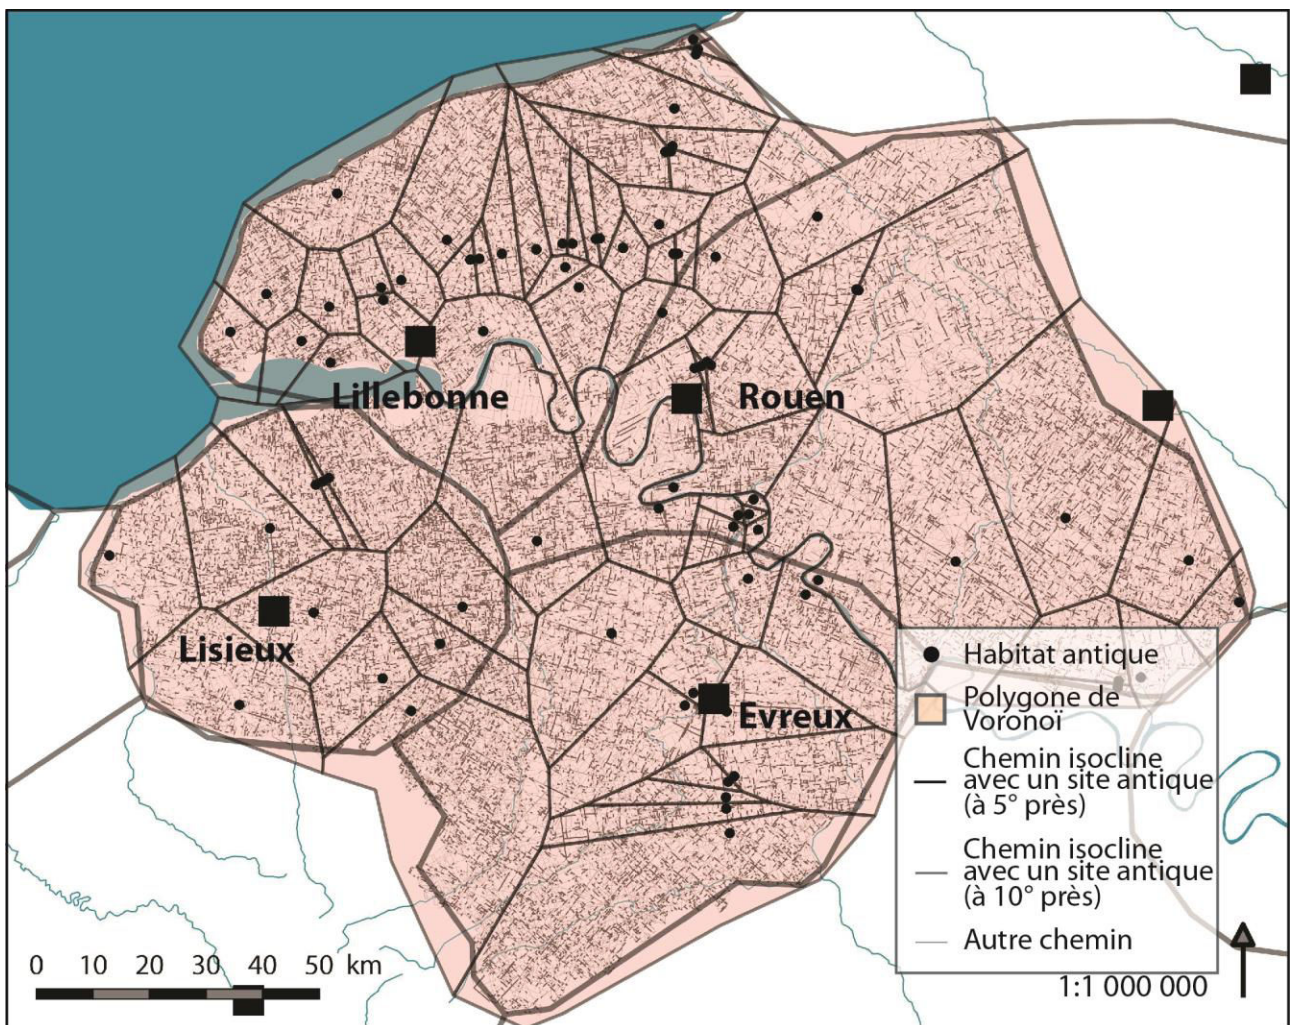 Lillebonne
Rouen
Lisieux
Evreux
Habitat antique
Polygone de
Voronoï
Chemin isocline
avec un site antique
(à 5° près)
Chemin isocline
avec un site antique
(à 10° près)
Autre chemin
0 10 20 30 40 50 km
1:1 000 000